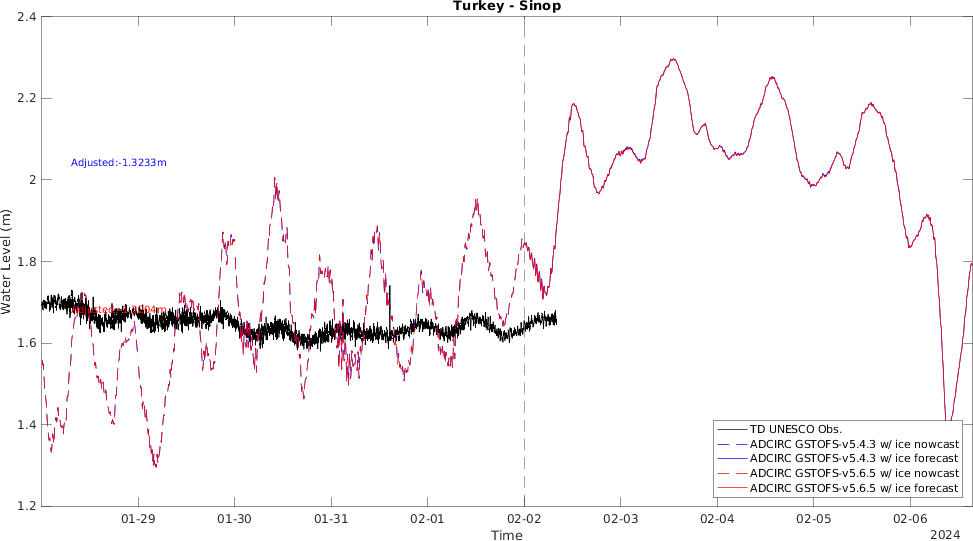 Turkey - Sinop
2.4
2.2
2
1.8
1.6
1.4
1.2
Water Level (m)
Adjusted:-1.3233m
TD UNESCO Obs.
ADCIRC GSTOFS-v5.4.3 w/ ice nowcast
ADCIRC GSTOFS-v5.4.3 w/ ice forecast
ADCIRC GSTOFS-v5.6.5 w/ ice nowcast
ADCIRC GSTOFS-v5.6.5 w/ ice forecast
01-29
01-30
01-31
02-01
02-02
02-03
02-04
02-05
02-06
Time
2024